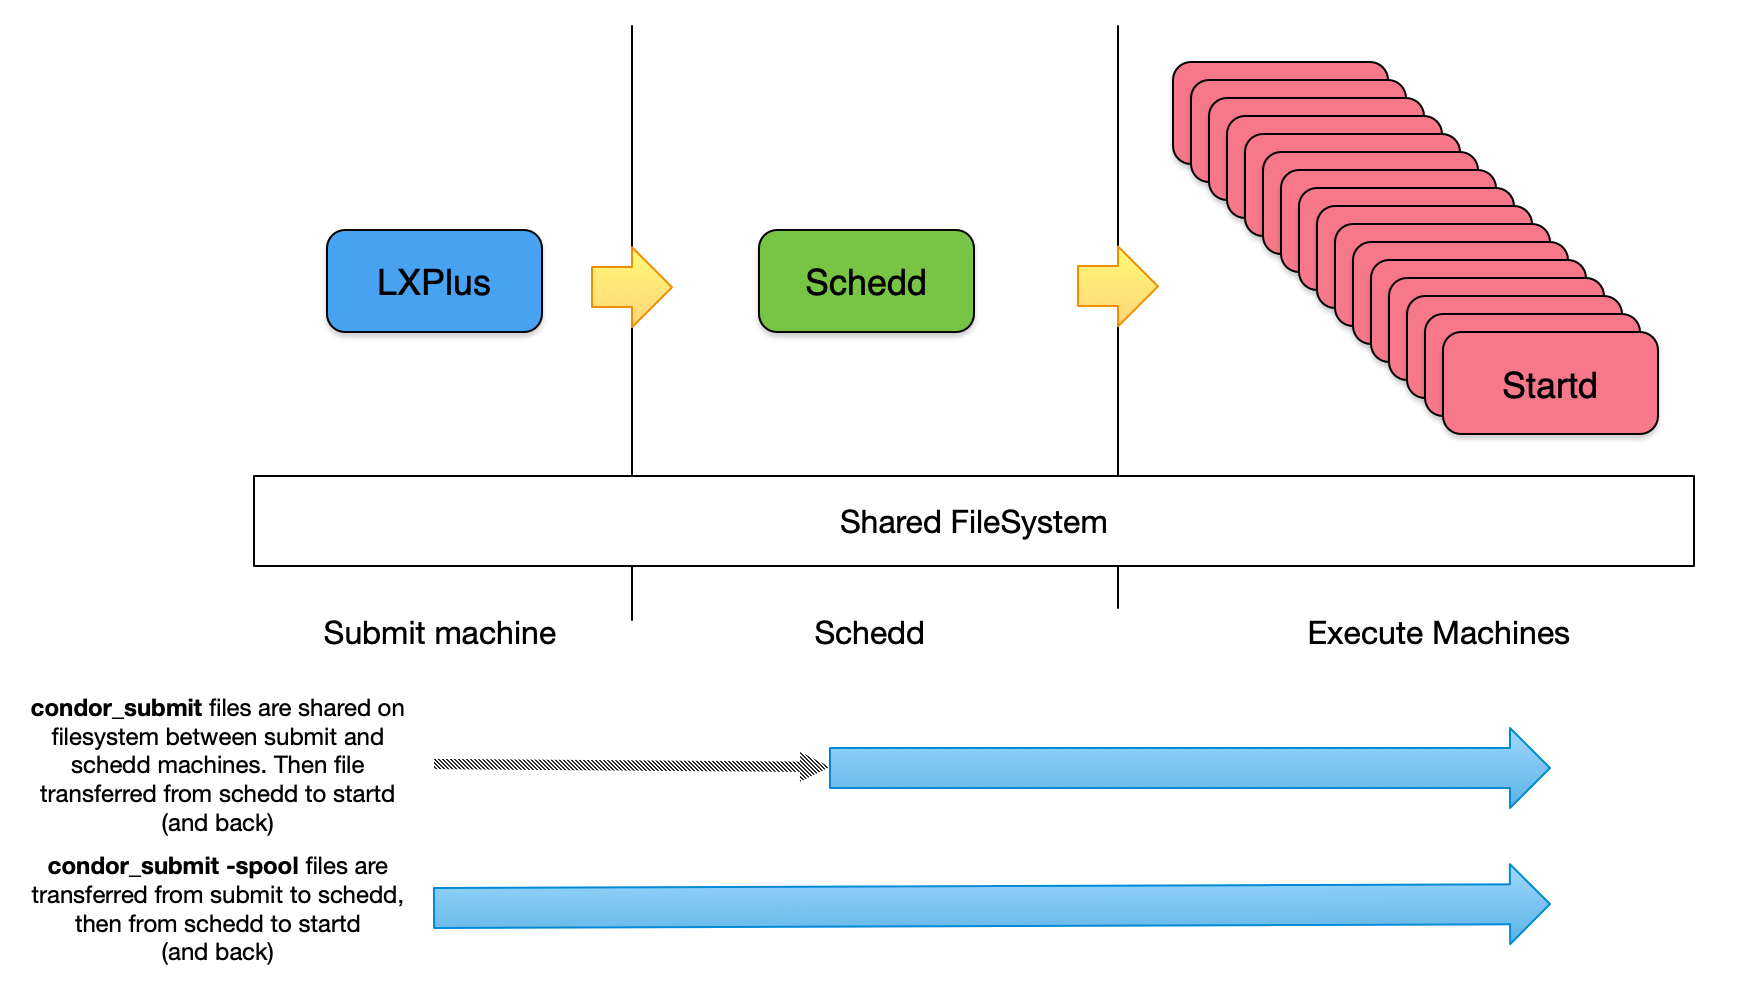 LXPlus
Schedd
Startd
Shared FileSystem
Submit machine
Schedd
Execute Machines
condor_submit files are shared on
filesystem between submit and
schedd machines. Then file
transferred from schedd to startd
(and back)
condor_submit -spool files are
transferred from submit to schedd,
then from schedd to startd
(and back)